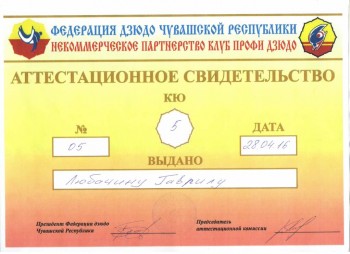 ФЕДЕРАЦИЯ ДЗЮДО ЧУВАШСКОЙ РЕСПУБЛИКИ
НЕКОММЕРЧЕСКОЕ ПАРТНЕРСТВО КЛУБ ПРОФИ ДЗЮДО
АТТЕСТАЦИОННОЕ СВИДЕТЕЛЬСТВО
КЮ
№ 5 ДАТА
05 28.04.16
ВЫДАНО
Любочину Гаврилу
Президент Федерации дзюдо Председатель
Чувашской Республики аттестационной комиссии